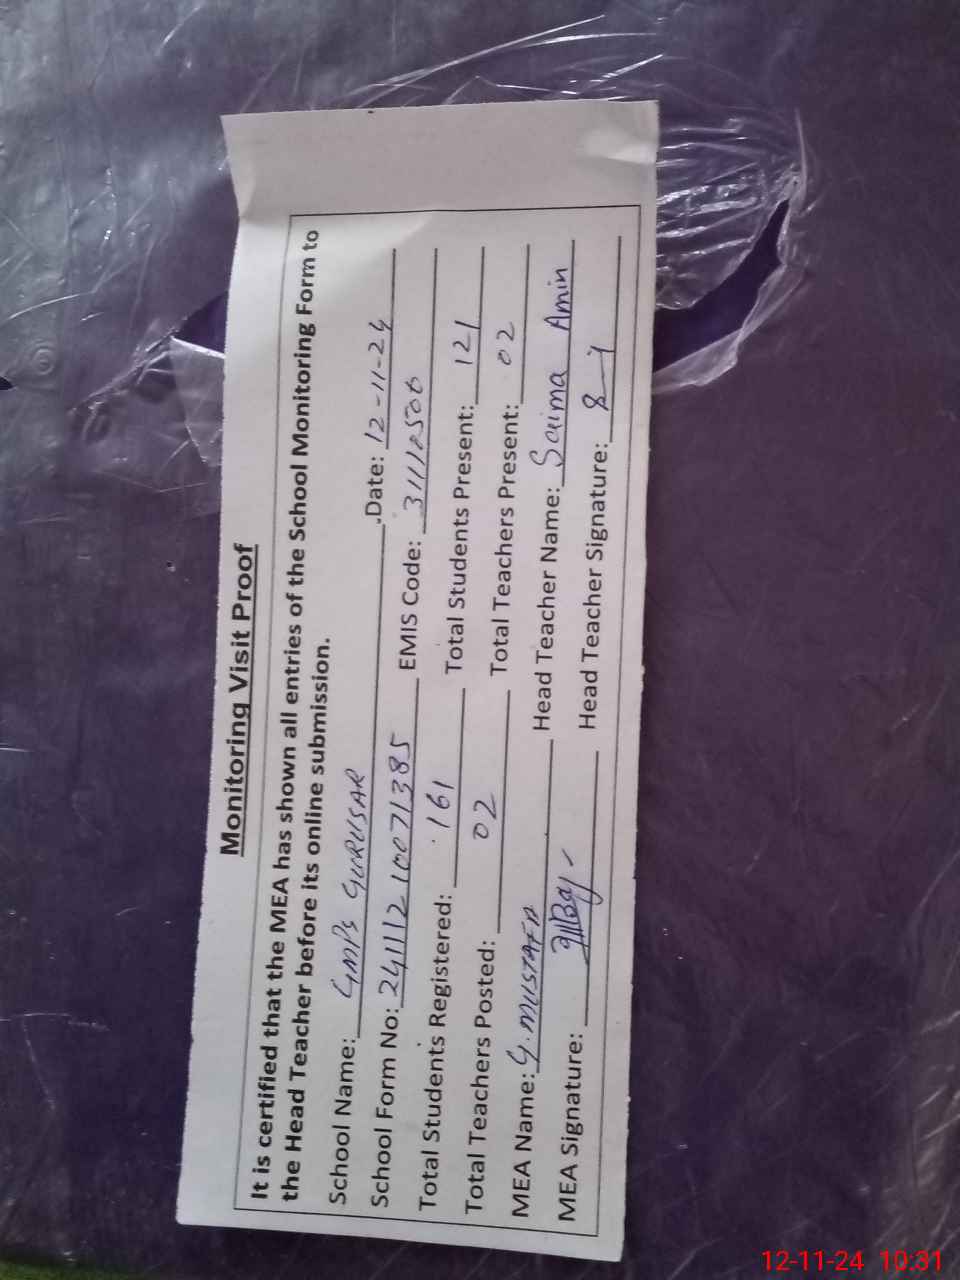 Monitoring Visit Proof
It is certified that the MEA has shown all entries of the School Monitoring Form to
the Head Teacher before its online submission.
School Name: GMPS GURUSAR .Date: 12-11-24
School Form No: 241112 10071385 EMIS Code: 31110506
Total Students Registered: 161 Total Students Present: 121
Total Teachers Posted: 02 Total Teachers Present: 02
MEA Name: G. MUSTAFA Head Teacher Name: Saima Amin
MEA Signature: Head Teacher Signature:
12-11-24 10:31